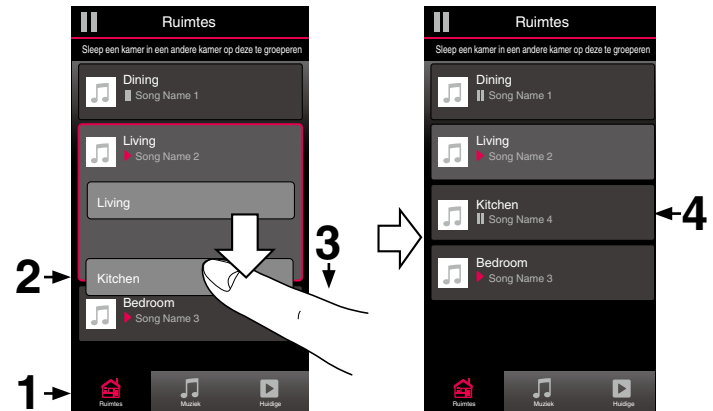 Ruimtes
Sleep een kamer in een andere kamer op deze te groeperen
Dining
Song Name 1
Living
Song Name 2
Living
Kitchen
Bedroom
Song Name 3
Ruimtes
Muziek
Huidige
1
2
3
Ruimtes
Sleep een kamer in een andere kamer op deze te groeperen
Dining
Song Name 1
Living
Song Name 2
Kitchen
Song Name 4
Bedroom
Song Name 3
Ruimtes
Muziek
Huidige
4